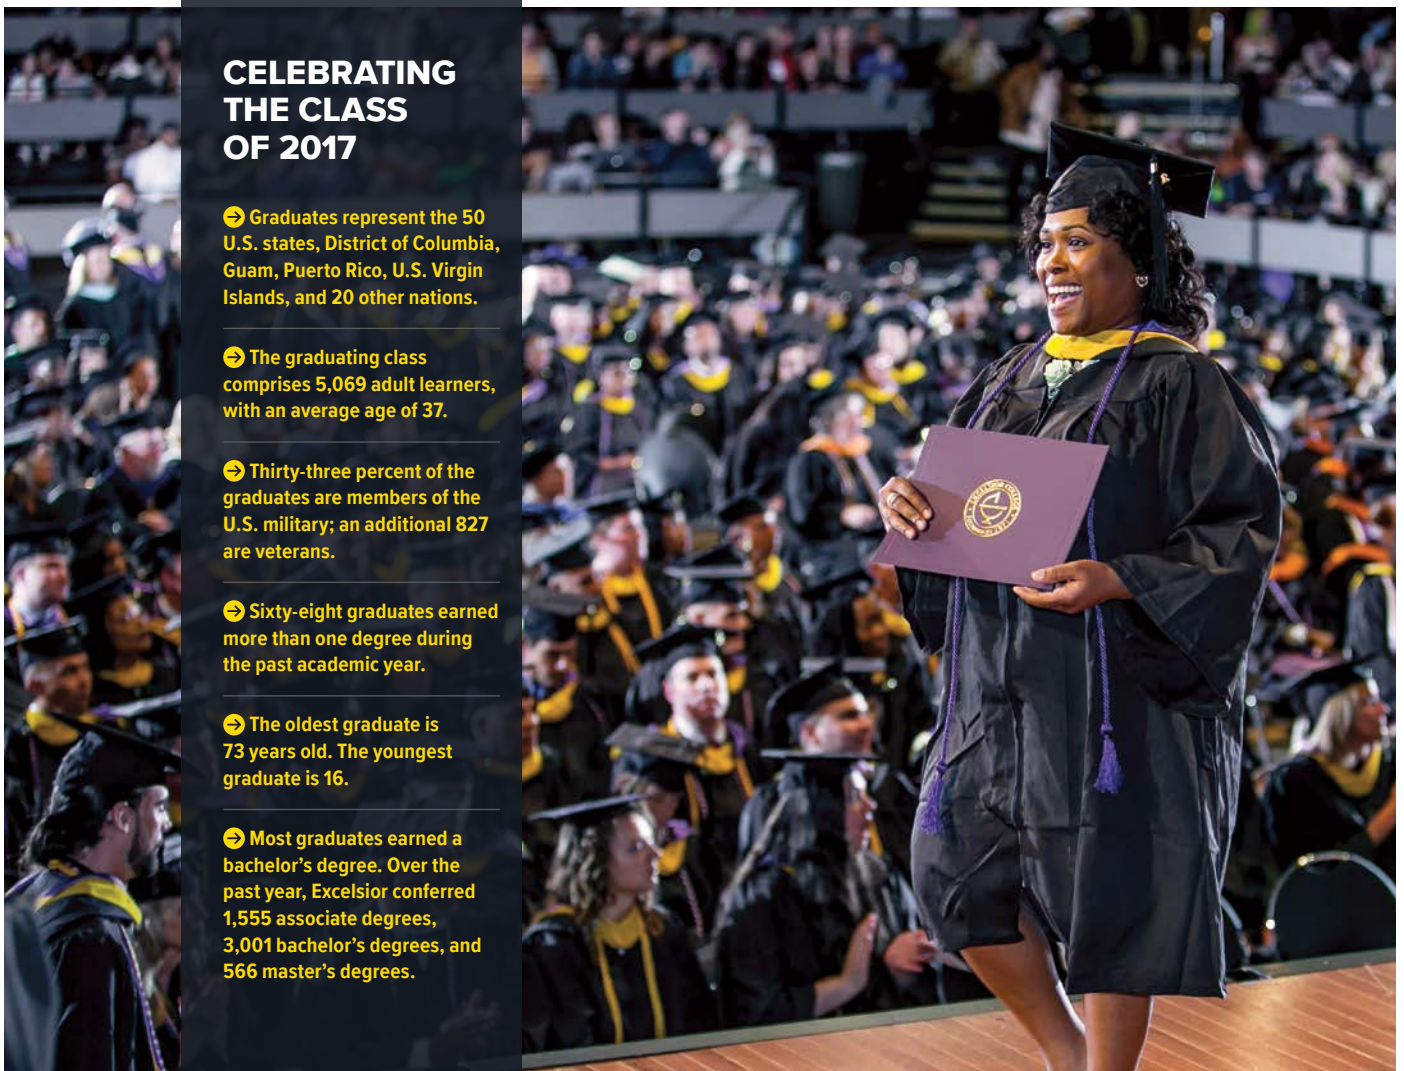 CELEBRATING
THE CLASS
OF 2017
Graduates represent the 50
U.S. states, District of Columbia,
Guam, Puerto Rico, U.S. Virgin
Islands, and 20 other nations.
The graduating class
comprises 5,069 adult learners,
with an average age of 37.
Thirty-three percent of the
graduates are members of the
U.S. military; an additional 827
are veterans.
Sixty-eight graduates earned
more than one degree during
the past academic year.
The oldest graduate is
73 years old. The youngest
graduate is 16.
Most graduates earned a
bachelor’s degree. Over the
past year, Excelsior conferred
1,555 associate degrees,
3,001 bachelor’s degrees, and
566 master’s degrees.
EXCELSIOR COLLEGE